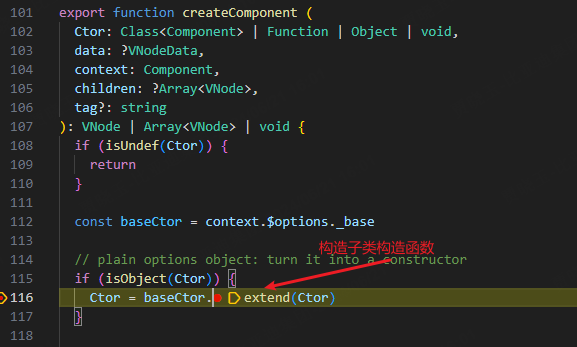 101 export function createComponent (
102 Ctor: Class<Component> | Function | Object | void,
103 data: ?VNodeData,
104 context: Component,
105 children: ?Array<VNode>,
106 tag?: string
107 ): VNode | Array<VNode> | void {
108 if (isUndef(Ctor)) {
109 return
110 }
111
112 const baseCtor = context.$options._base
113
构造子类构造函数
114 // plain options object: turn it into a constructor
115 if (isObject(Ctor)) {
116 Ctor = baseCtor.extend(Ctor)
117 }
118